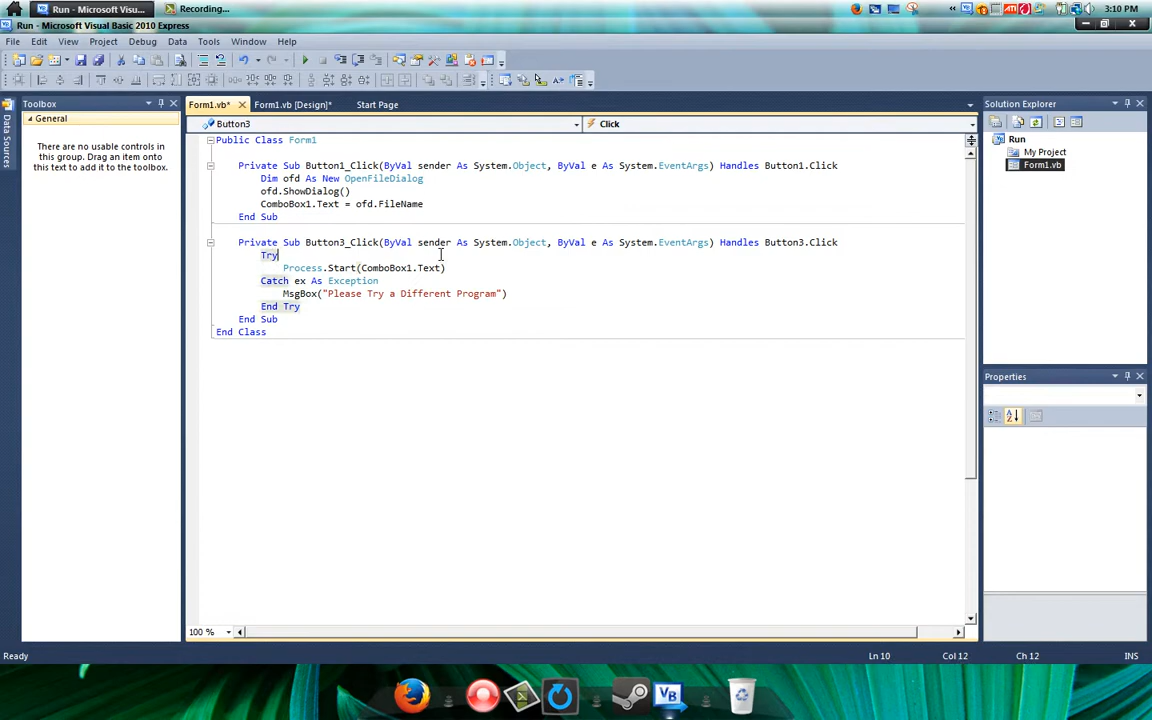 Run - Microsoft Visu...
Recording...
3:10 PM
Run - Microsoft Visual Basic 2010 Express
File Edit View Project Debug Data Tools Window Help
Toolbox
Form1.vb* Form1.vb [Design]* Start Page
Solution Explorer
Data Sources
General
Button3 Click
There are no usable controls in this group. Drag an item onto this text to add it to the toolbox.
Run
My Project
Form1.vb
Public Class Form1
Private Sub Button1_Click(ByVal sender As System.Object, ByVal e As System.EventArgs) Handles Button1.Click
Dim ofd As New OpenFileDialog
ofd.ShowDialog()
ComboBox1.Text = ofd.FileName
End Sub
Private Sub Button3_Click(ByVal sender As System.Object, ByVal e As System.EventArgs) Handles Button3.Click
Try
Process.Start(ComboBox1.Text)
Catch ex As Exception
MsgBox("Please Try a Different Program")
End Try
End Sub
End Class
Properties
100 %
Ready Ln 10 Col 12 Ch 12 INS
VB